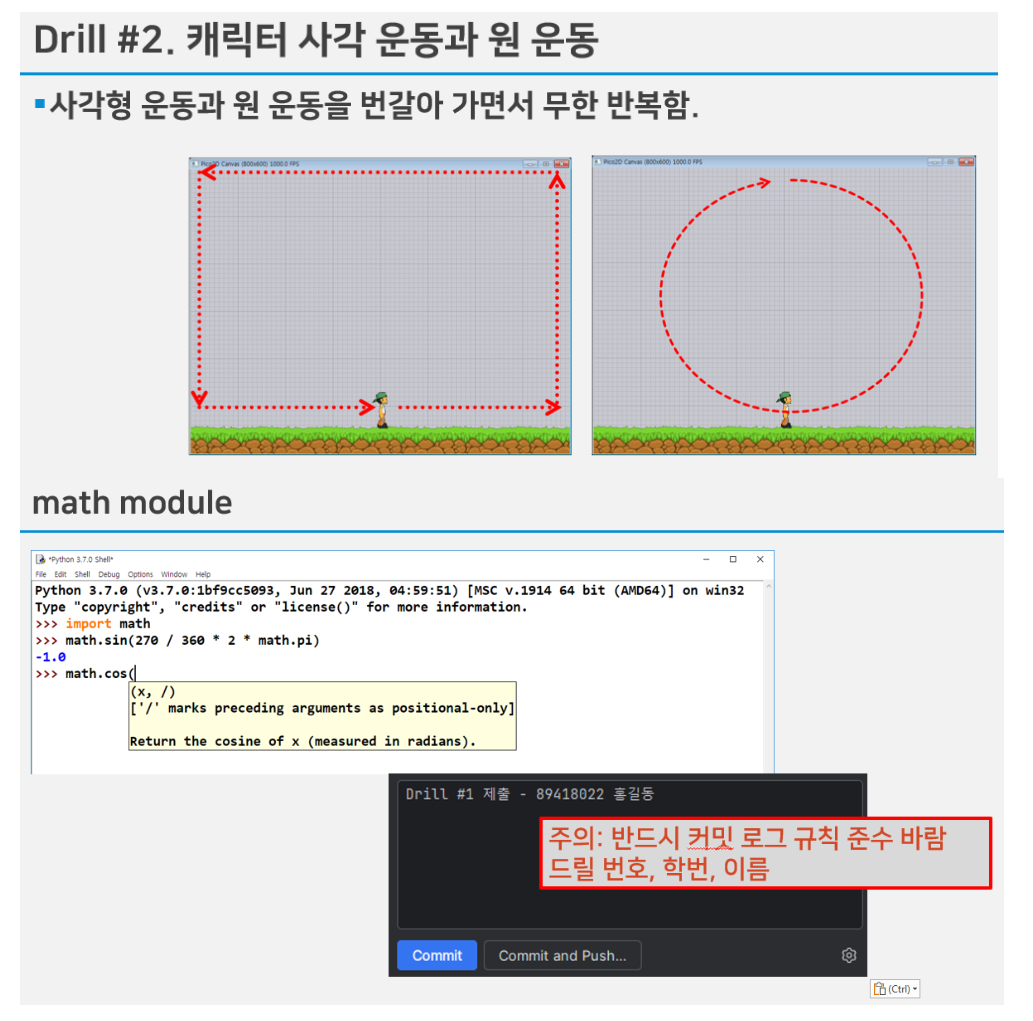 Drill #2. 캐릭터 사각 운동과 원 운동
▪사각형 운동과 원 운동을 번갈아 가면서 무한 반복함.
Pico2D Canvas (800x600) 1000.0 FPS
Pico2D Canvas (800x600) 1000.0 FPS
math module
*Python 3.7.0 Shell*
File Edit Shell Debug Options Window Help
Python 3.7.0 (v3.7.0:1bf9cc5093, Jun 27 2018, 04:59:51) [MSC v.1914 64 bit (AMD64)] on win32
Type "copyright", "credits" or "license()" for more information.
>>> import math
>>> math.sin(270 / 360 * 2 * math.pi)
-1.0
>>> math.cos(
(x, /)
['/' marks preceding arguments as positional-only]
Return the cosine of x (measured in radians).
Drill #1 제출 - 89418022 홍길동
주의: 반드시 커밋 로그 규칙 준수 바람
드릴 번호, 학번, 이름
Commit
Commit and Push...
(Ctrl)